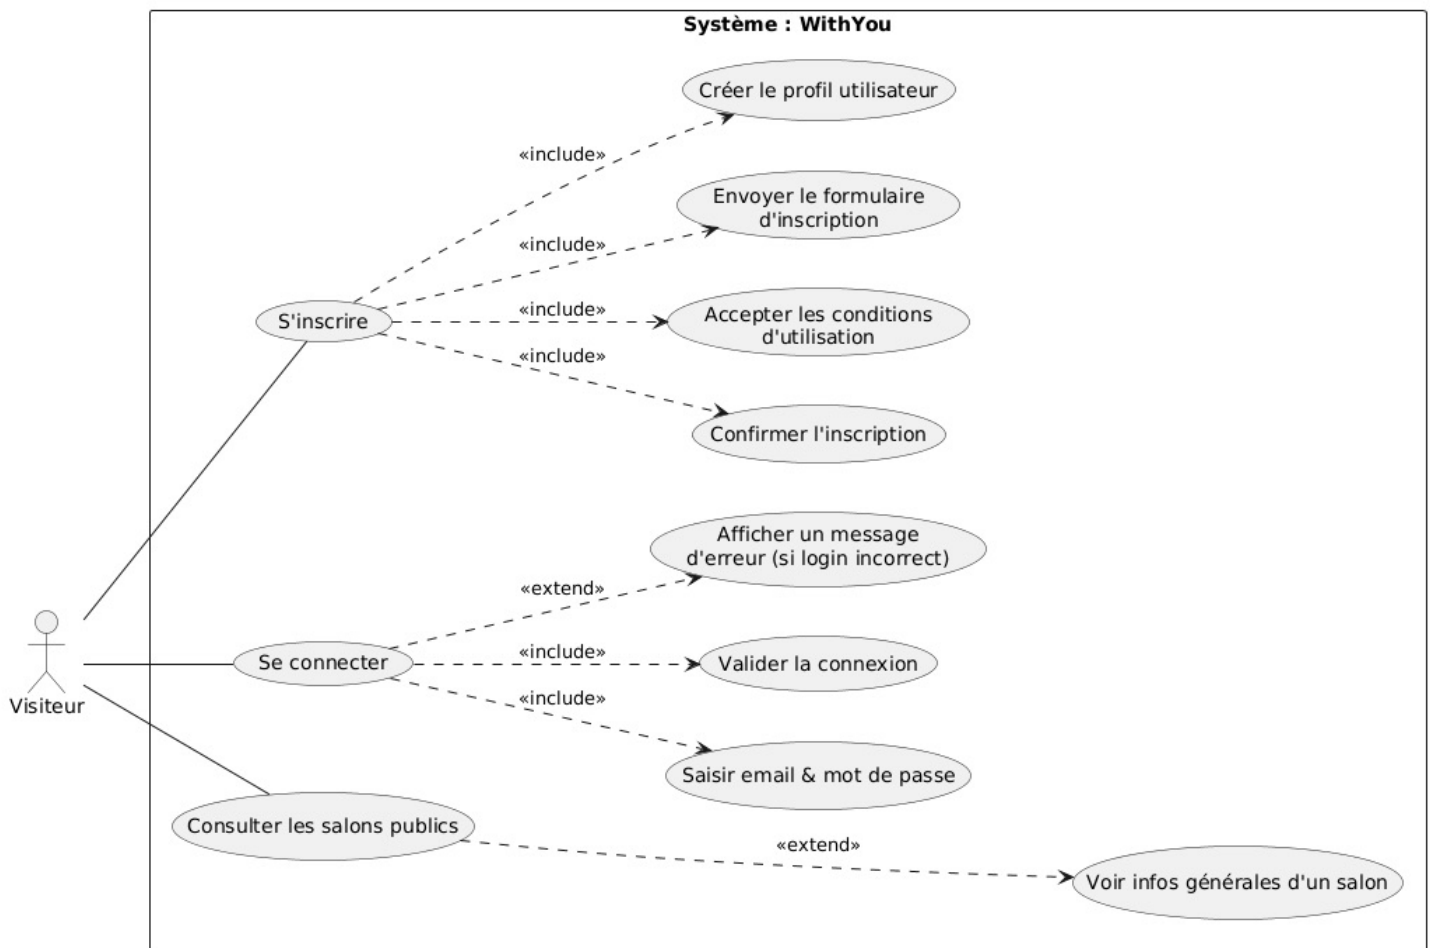 Système : WithYou
Créer le profil utilisateur
«include»
Envoyer le formulaire
d'inscription
«include»
S'inscrire
«include»
Accepter les conditions
d'utilisation
«include»
Confirmer l'inscription
Afficher un message
d'erreur (si login incorrect)
«extend»
Visiteur
Se connecter
«include»
Valider la connexion
«include»
Saisir email & mot de passe
Consulter les salons publics
«extend»
Voir infos générales d'un salon